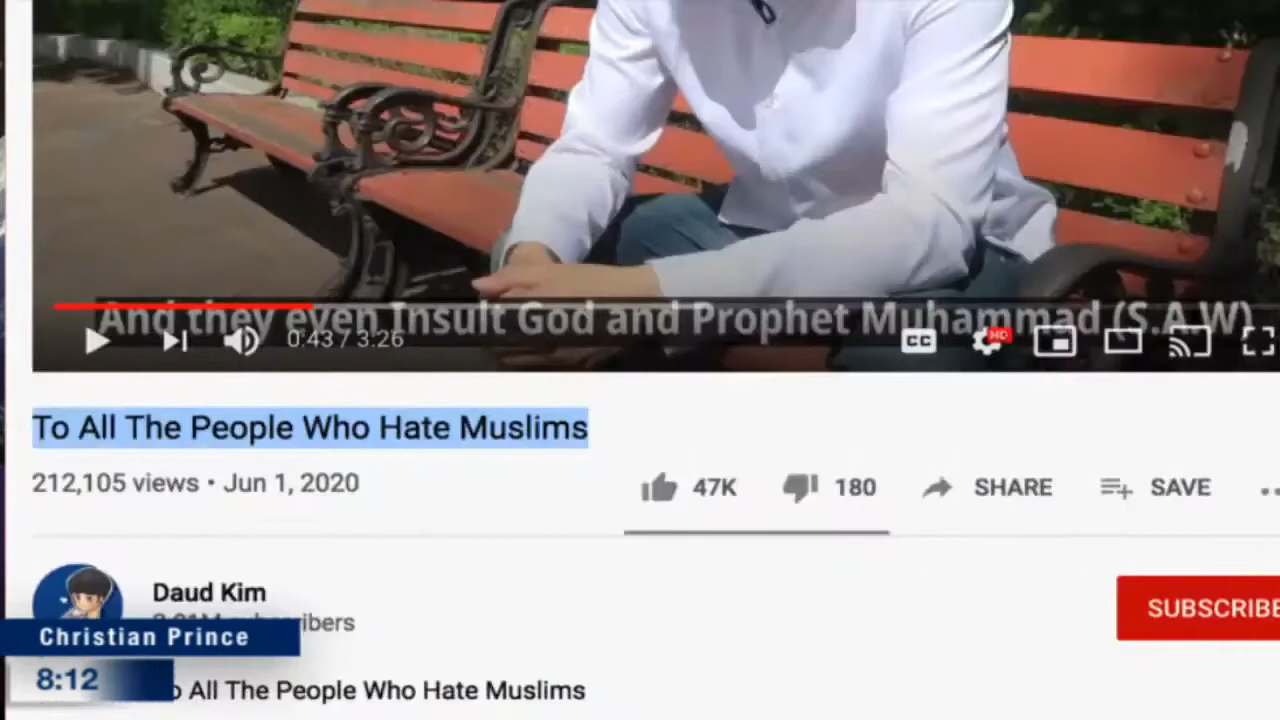 And they even Insult God and Prophet Muhammad (S.A.W)
0:43 / 3:26
CC
HD
To All The People Who Hate Muslims
212,105 views • Jun 1, 2020
47K
180
SHARE
SAVE
Daud Kim
SUBSCRIBE
Christian Prince
8:12
All The People Who Hate Muslims